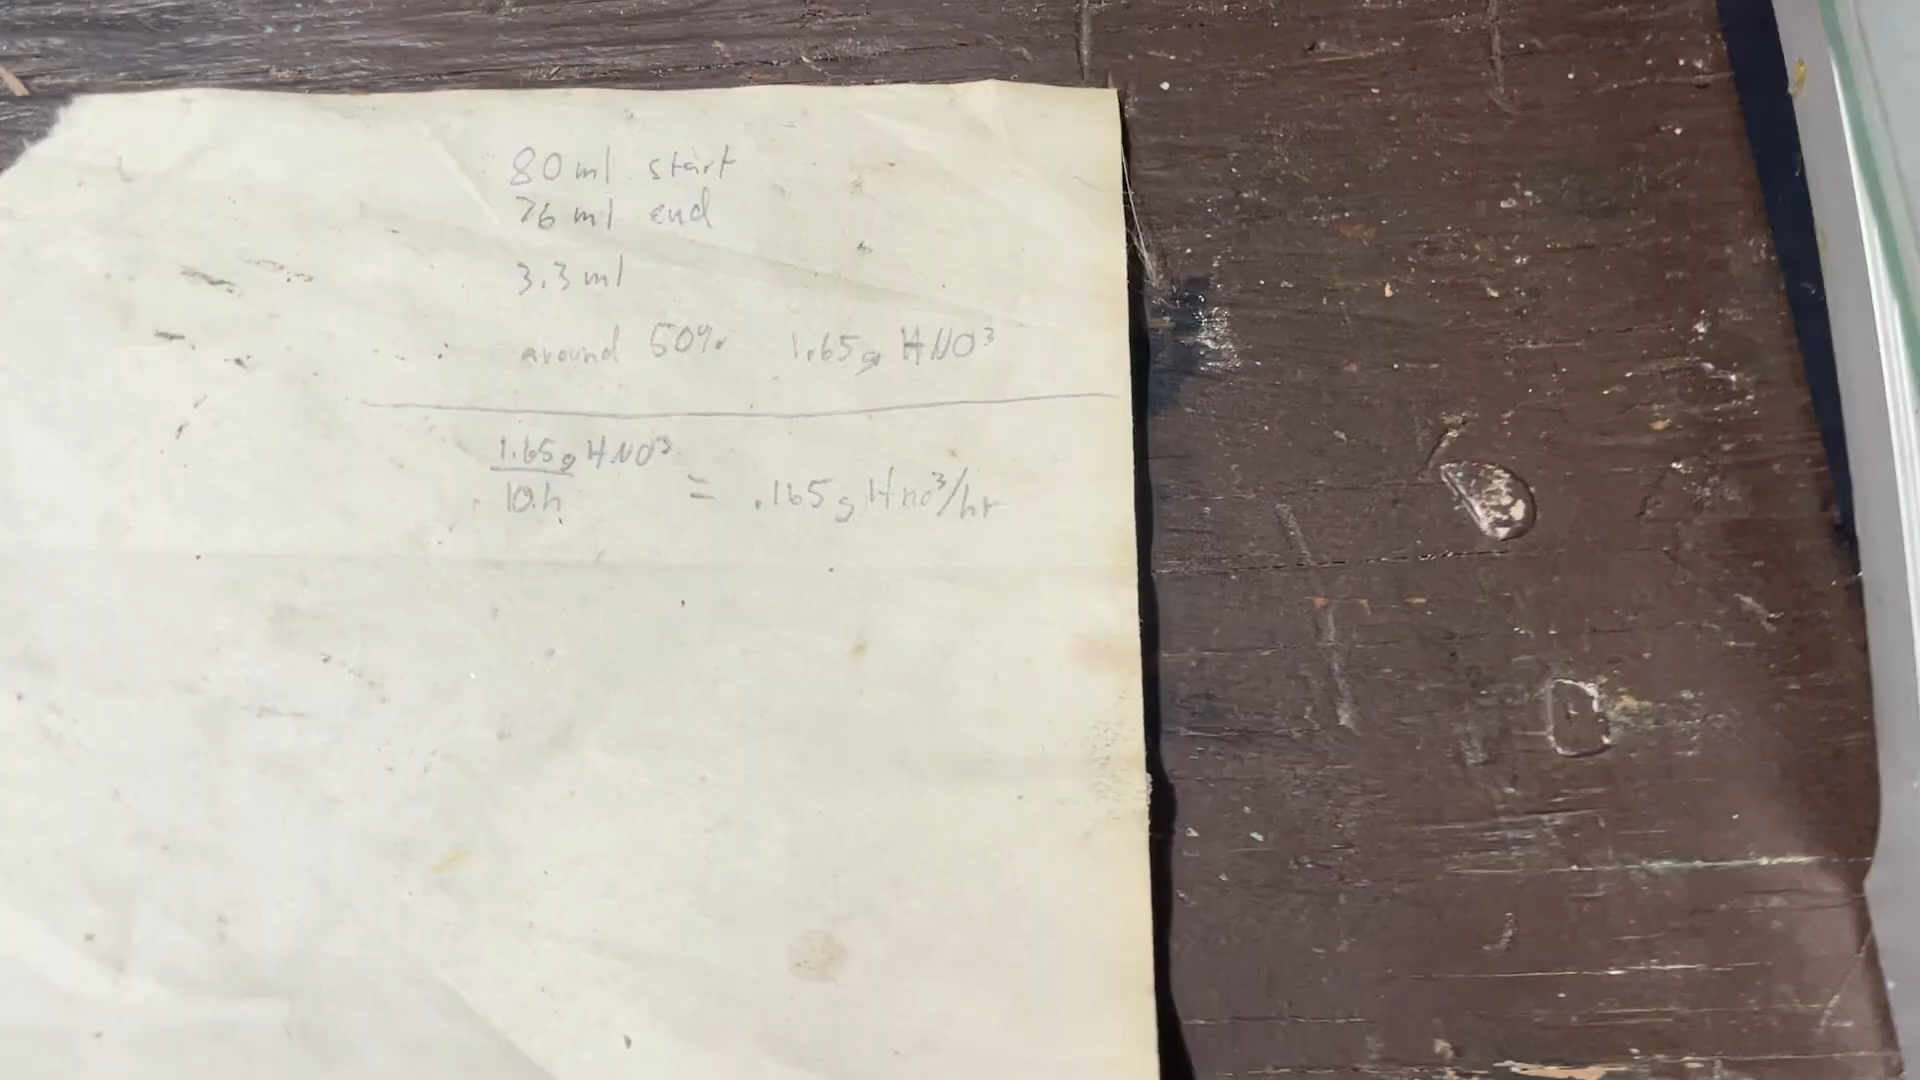 80 ml start
76 ml end
3.3 ml
around 50% 1.65g HNO³
1.65g HNO³
10.h
= .165g Hno³/hr